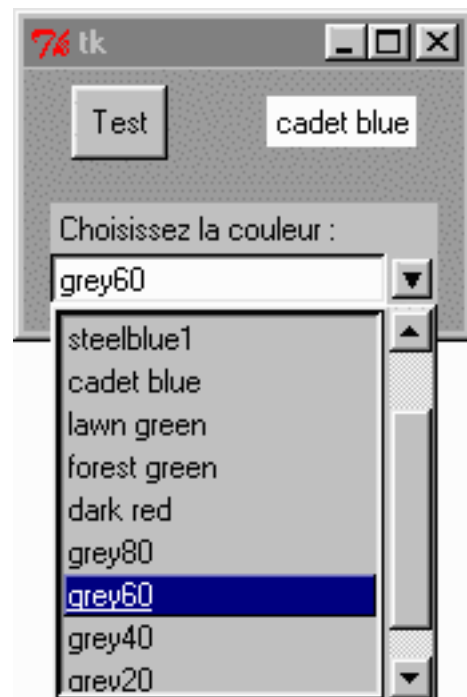 tk
Test
cadet blue
Choisissez la couleur :
grey60
steelblue1
cadet blue
lawn green
forest green
dark red
grey80
grey60
grey40
grey20